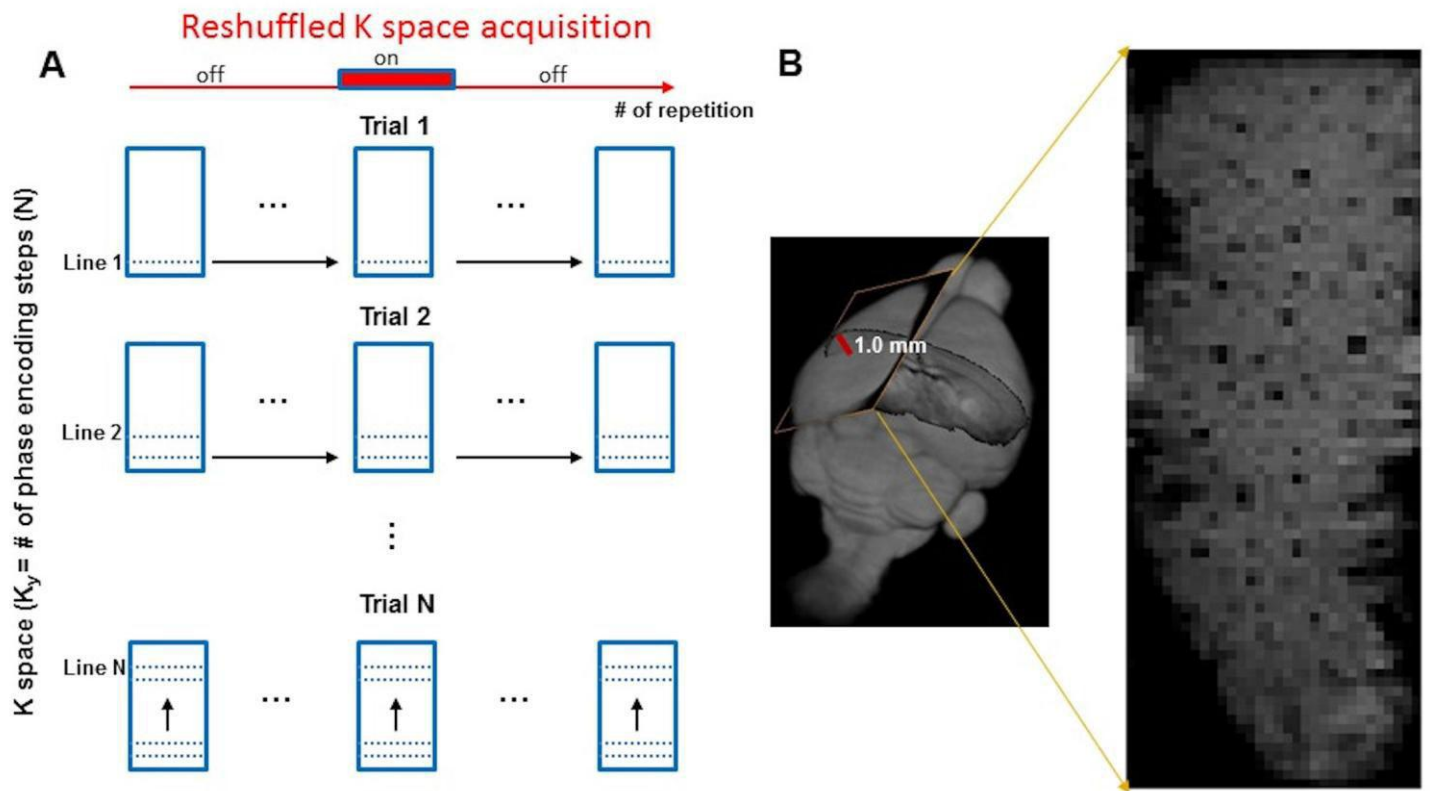 Reshuffled K space acquisition
A
off
on
off
# of repetition
Trial 1
...
...
Line 1
Trial 2
...
...
Line 2
⋮
Trial N
Line N
...
...
K space (Ky= # of phase encoding steps (N)
B
1.0 mm